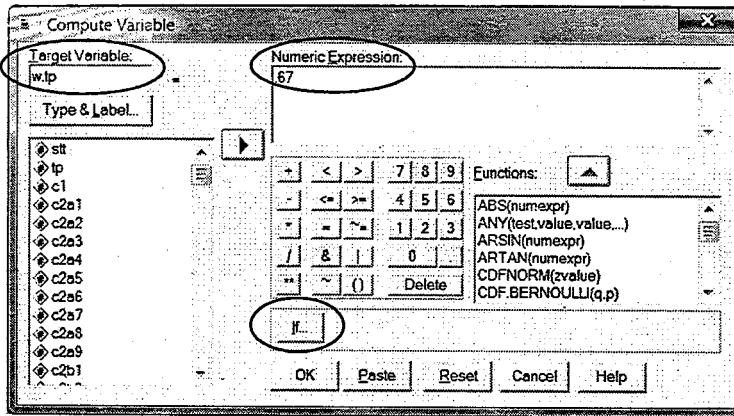 Compute Variable
Target Variable:
w.tp
=
Type & Label...
stt
tp
c1
c2a1
c2a2
c2a3
c2a4
c2a5
c2a6
c2a7
c2a8
c2a9
c2b1
Numeric Expression:
.67
+ < > 7 8 9
- <= >= 4 5 6
* = ~= 1 2 3
/ & | 0 .
** ~ () Delete
Functions:
ABS(numexpr)
ANY(test,value,value,...)
ARSIN(numexpr)
ARTAN(numexpr)
CDFNORM(zvalue)
CDF.BERNOULLI(q,p)
If...
OK Paste Reset Cancel Help